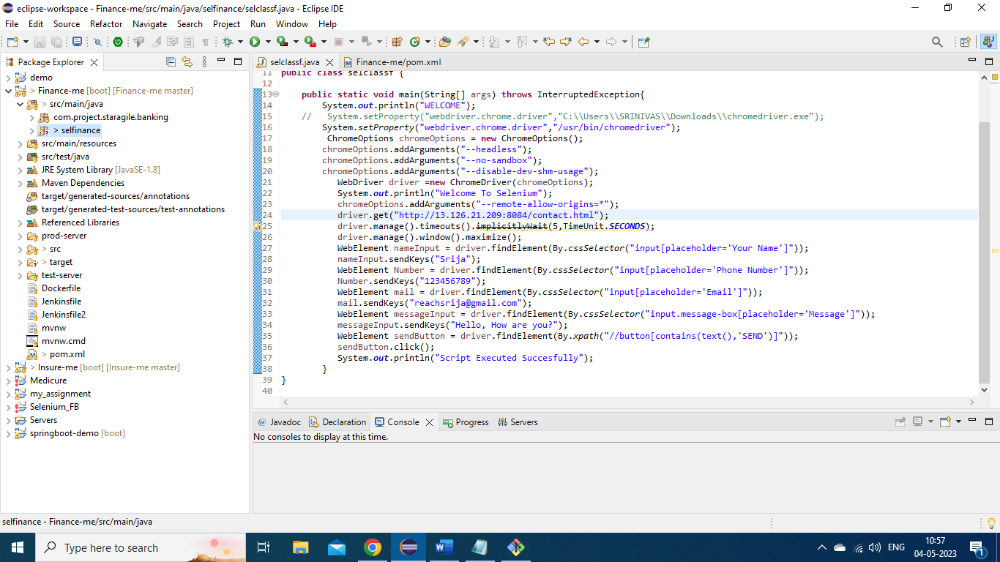 eclipse-workspace - Finance-me/src/main/java/selfinance/selclassf.java - Eclipse IDE
File Edit Source Refactor Navigate Search Project Run Window Help
Package Explorer
demo
> Finance-me [boot] [Finance-me master]
> src/main/java
com.project.staragile.banking
> selfinance
src/main/resources
src/test/java
JRE System Library [JavaSE-1.8]
Maven Dependencies
target/generated-sources/annotations
target/generated-test-sources/test-annotations
Referenced Libraries
prod-server
> src
> target
test-server
Dockerfile
Jenkinsfile
Jenkinsfile2
mvnw
mvnw.cmd
> pom.xml
> Insure-me [boot] [Insure-me master]
Medicure
my_assignment
Selenium_FB
Servers
springboot-demo [boot]
selclassf.java Finance-me/pom.xml
11 public class selclassf {
12
13 public static void main(String[] args) throws InterruptedException{
14 System.out.println("WELCOME");
15 // System.setProperty("webdriver.chrome.driver","C:\\Users\\SRINIVAS\\Downloads\\chromedriver.exe");
16 System.setProperty("webdriver.chrome.driver","/usr/bin/chromedriver");
17 ChromeOptions chromeOptions = new ChromeOptions();
18 chromeOptions.addArguments("--headless");
19 chromeOptions.addArguments("--no-sandbox");
20 chromeOptions.addArguments("--disable-dev-shm-usage");
21 WebDriver driver =new ChromeDriver(chromeOptions);
22 System.out.println("Welcome To Selenium");
23 chromeOptions.addArguments("--remote-allow-origins=*");
24 driver.get("http://13.126.21.209:8084/contact.html");
25 driver.manage().timeouts().implicitlyWait(5,TimeUnit.SECONDS);
26 driver.manage().window().maximize();
27 WebElement nameInput = driver.findElement(By.cssSelector("input[placeholder='Your Name']"));
28 nameInput.sendKeys("Srija");
29 WebElement Number = driver.findElement(By.cssSelector("input[placeholder='Phone Number']"));
30 Number.sendKeys("123456789");
31 WebElement mail = driver.findElement(By.cssSelector("input[placeholder='Email']"));
32 mail.sendKeys("reachsrija@gmail.com");
33 WebElement messageInput = driver.findElement(By.cssSelector("input.message-box[placeholder='Message']"));
34 messageInput.sendKeys("Hello, How are you?");
35 WebElement sendButton = driver.findElement(By.xpath("//button[contains(text(),'SEND')]"));
36 sendButton.click();
37 System.out.println("Script Executed Succesfully");
38 }
39 }
40
@ Javadoc Declaration Console Progress Servers
No consoles to display at this time.
selfinance - Finance-me/src/main/java
Type here to search
ENG
10:57
04-05-2023
1